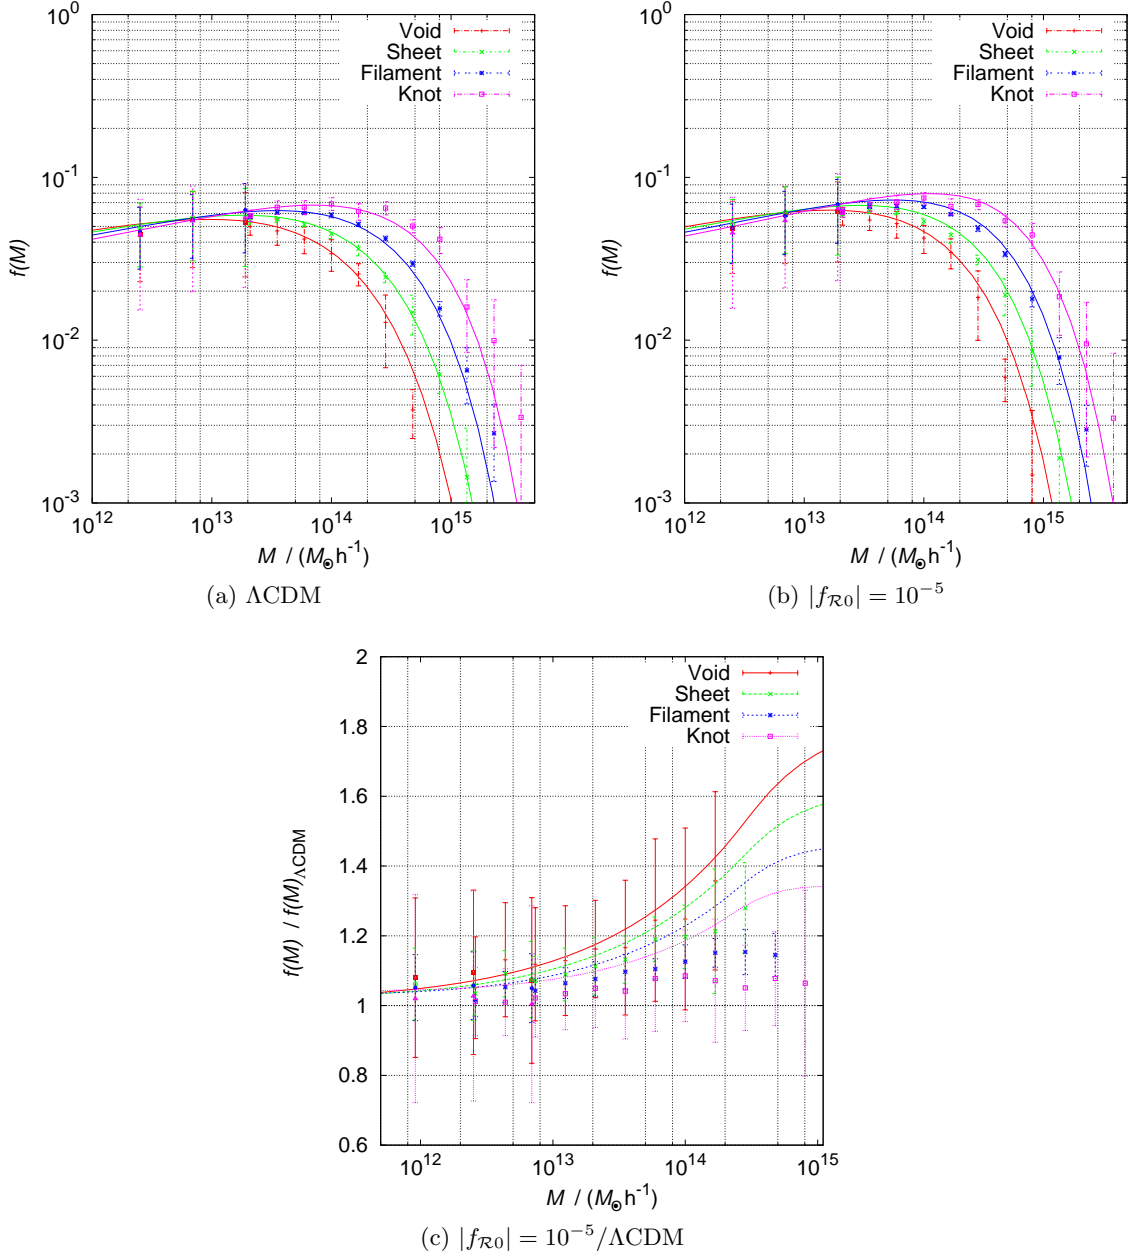 10^0
10^-1
10^-2
10^-3
f(M)
Void
Sheet
Filament
Knot
10^12
10^13
10^14
10^15
M / (M⊙h^-1)
(a) ΛCDM
10^0
10^-1
10^-2
10^-3
f(M)
Void
Sheet
Filament
Knot
10^12
10^13
10^14
10^15
M / (M⊙h^-1)
(b) |f_ℛ0| = 10^−5
2
1.8
1.6
1.4
1.2
1
0.8
0.6
f(M) / f(M)_ΛCDM
Void
Sheet
Filament
Knot
10^12
10^13
10^14
10^15
M / (M⊙h^-1)
(c) |f_ℛ0| = 10^−5/ΛCDM